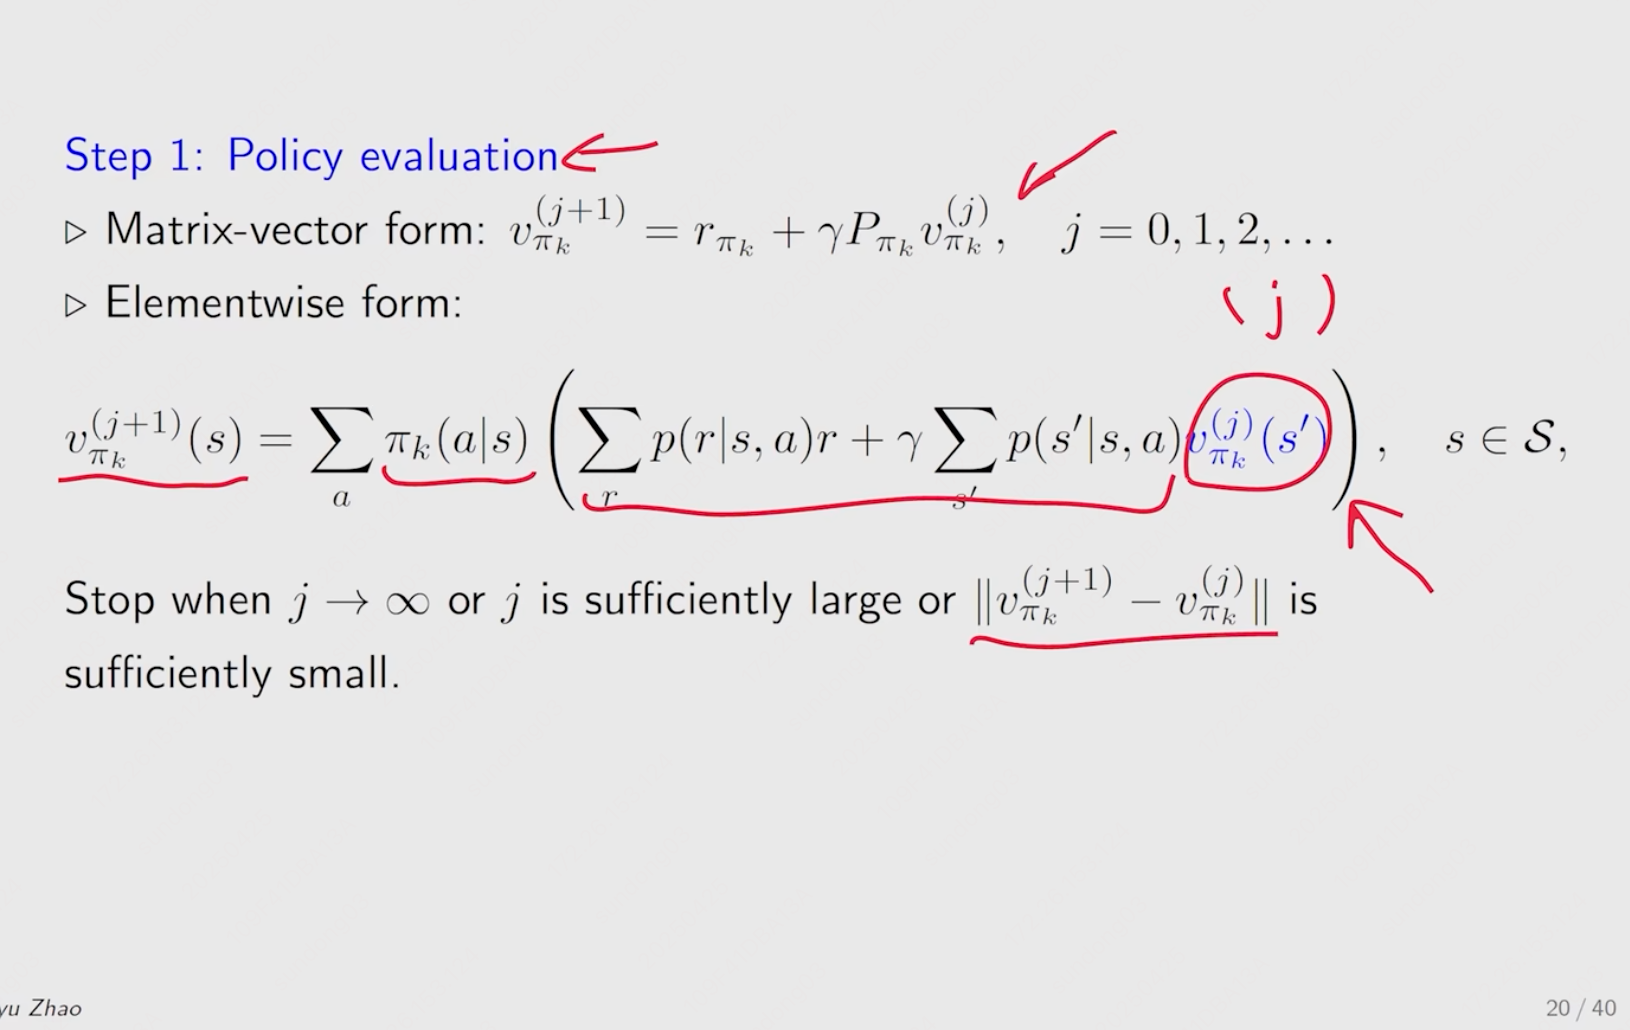 Step 1: Policy evaluation
▷ Matrix-vector form: $v_{\pi_k}^{(j+1)} = r_{\pi_k} + \gamma P_{\pi_k} v_{\pi_k}^{(j)}, \quad j = 0, 1, 2, \ldots$
▷ Elementwise form:
(j)
$v_{\pi_k}^{(j+1)}(s) = \sum_a \pi_k(a|s) \left( \sum_r p(r|s,a)r + \gamma \sum_{s'} p(s'|s,a) v_{\pi_k}^{(j)}(s') \right), \quad s \in \mathcal{S},$
Stop when $j \to \infty$ or $j$ is sufficiently large or $\|v_{\pi_k}^{(j+1)} - v_{\pi_k}^{(j)}\|$ is
sufficiently small.
yu Zhao
20 / 40